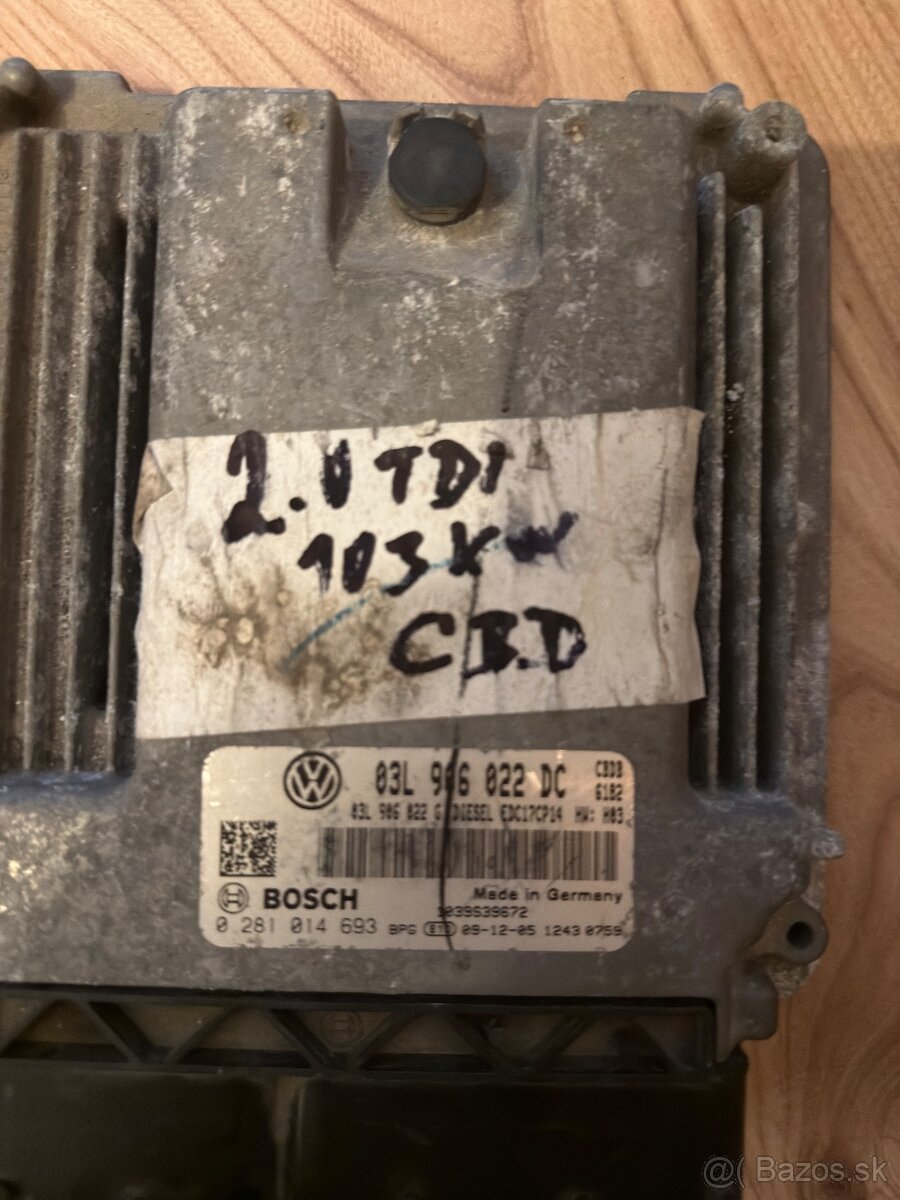 2.0 TDI
103 KW
CBD
03L 906 022 DC
CBDB
6182
03L 906 022 G DIESEL EDC17CP14 HW: H03
BOSCH
Made in Germany
1039S39672
0 281 014 693 BPG 09-12-05 1243 0759
@( Bazos.sk